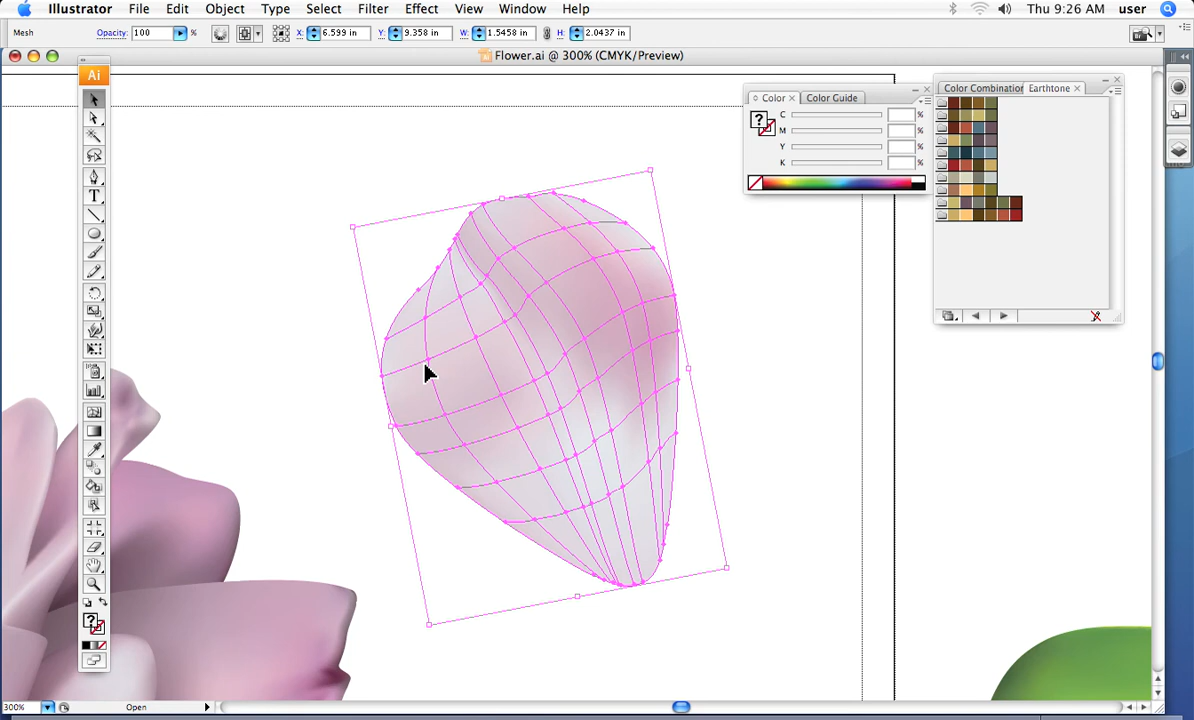 Illustrator File Edit Object Type Select Filter Effect View Window Help Thu 9:26 AM user
Mesh Opacity: 100 X: 6.599 in Y: 9.358 in W: 1.5458 in H: 2.0437 in
Flower.ai @ 300% (CMYK/Preview)
Ai
Color Color Guide
C %
M %
Y %
K %
Color Combination Earthtone
300% Open